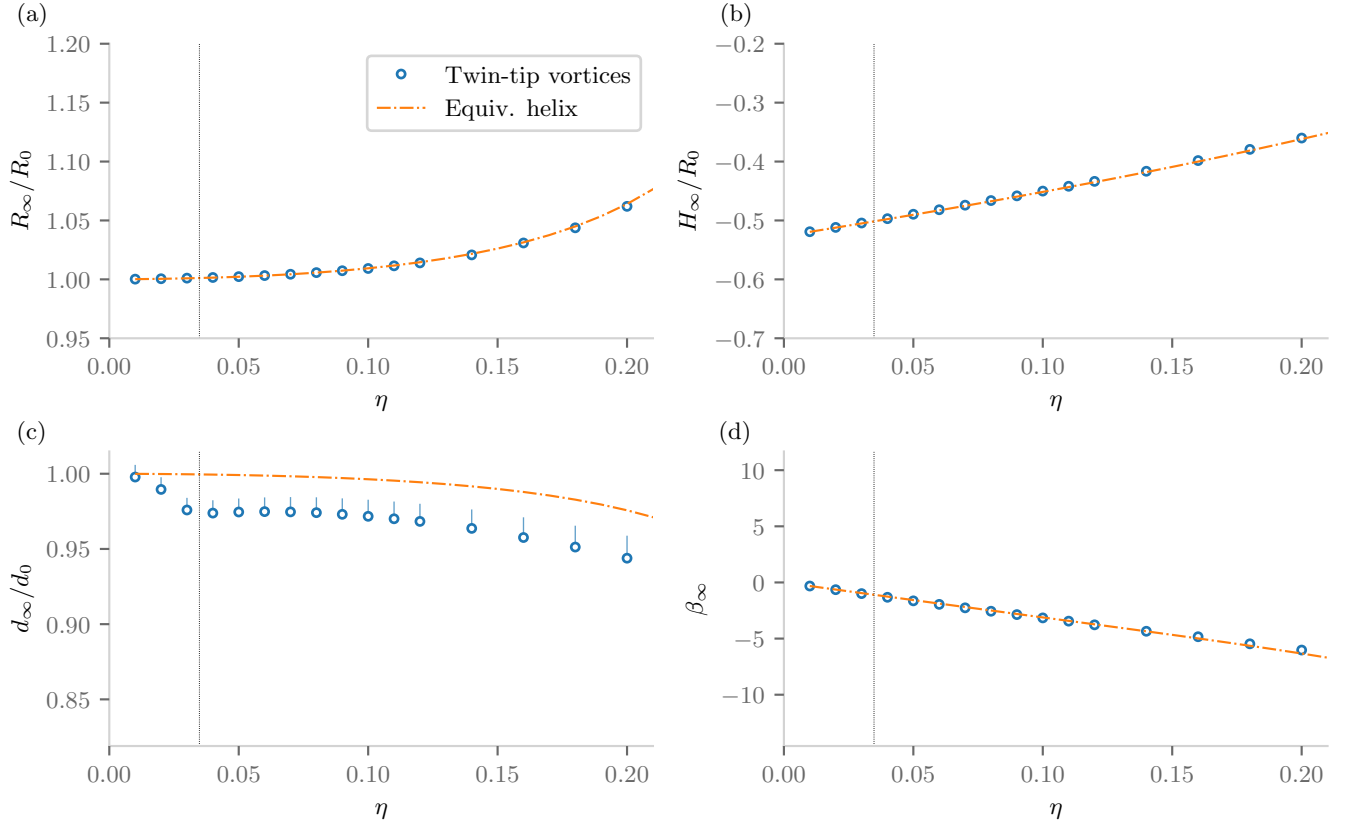 (a)
1.20
1.15
1.10
1.05
1.00
0.95
R∞/R0
0.00 0.05 0.10 0.15 0.20
η
Twin-tip vortices
Equiv. helix
(b)
−0.2
−0.3
−0.4
−0.5
−0.6
−0.7
H∞/R0
0.00 0.05 0.10 0.15 0.20
η
(c)
1.00
0.95
0.90
0.85
d∞/d0
0.00 0.05 0.10 0.15 0.20
η
(d)
10
5
0
−5
−10
β∞
0.00 0.05 0.10 0.15 0.20
η